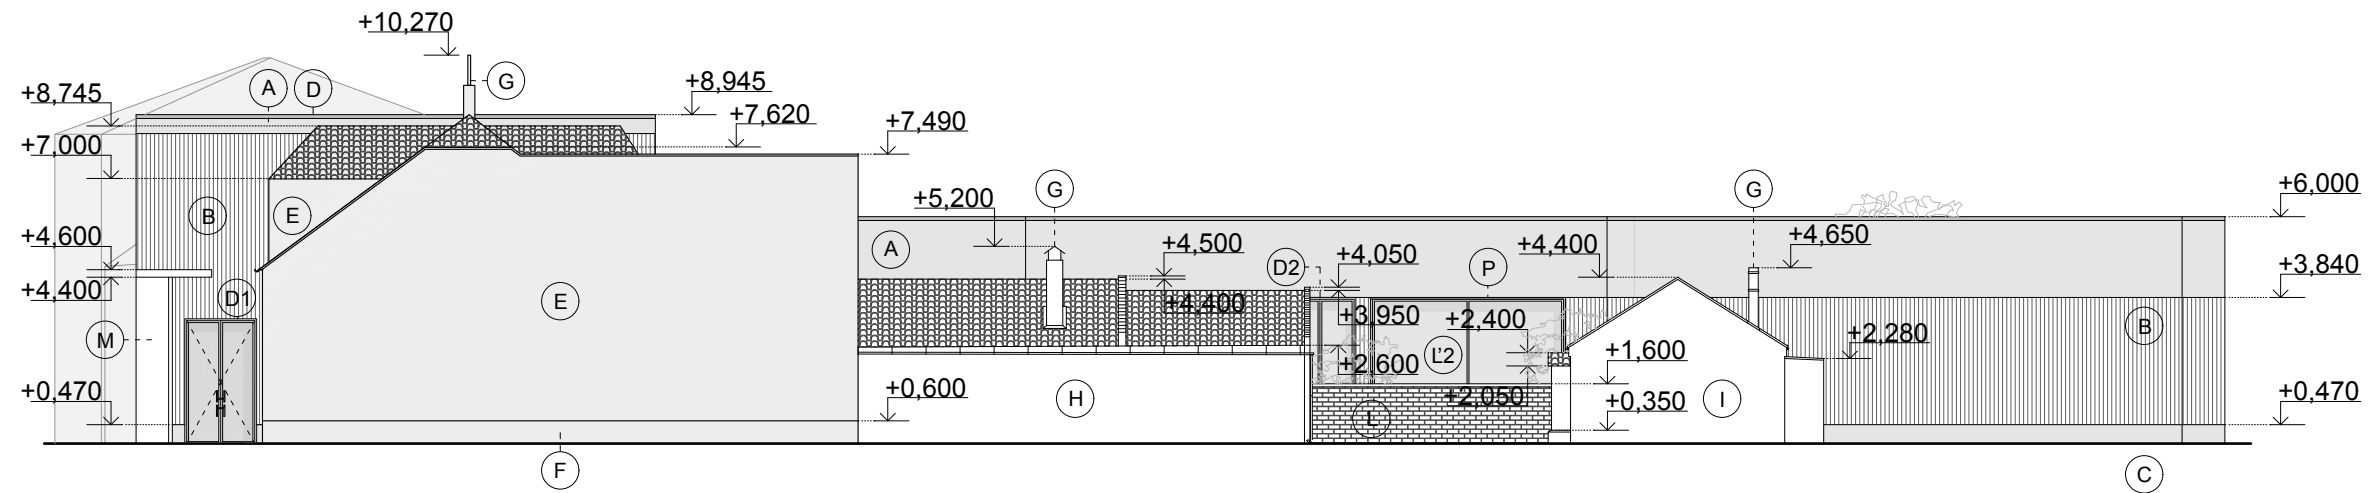 +10,270
G
A
D
+8,745
+8,945
+7,620
+7,490
+7,000
G
G
+6,000
+5,200
B
E
A
+4,600
+4,500
+4,050
+4,400
+4,650
D2
P
+4,400
D1
E
+4,400
+3,950
+2,400
+3,840
B
M
L'2
+2,280
+2,600
+1,600
+0,470
+0,600
H
+2,050
+0,350
I
+0,470
L
F
C